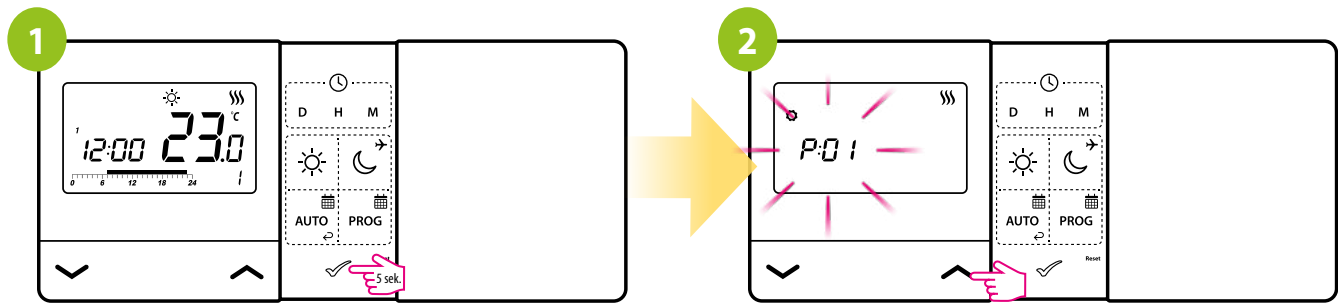 1
D H M
°C
1
12:00 23.0
0 6 12 18 24 1
AUTO PROG
5 sek.
2
D H M
P:01
AUTO PROG
Reset